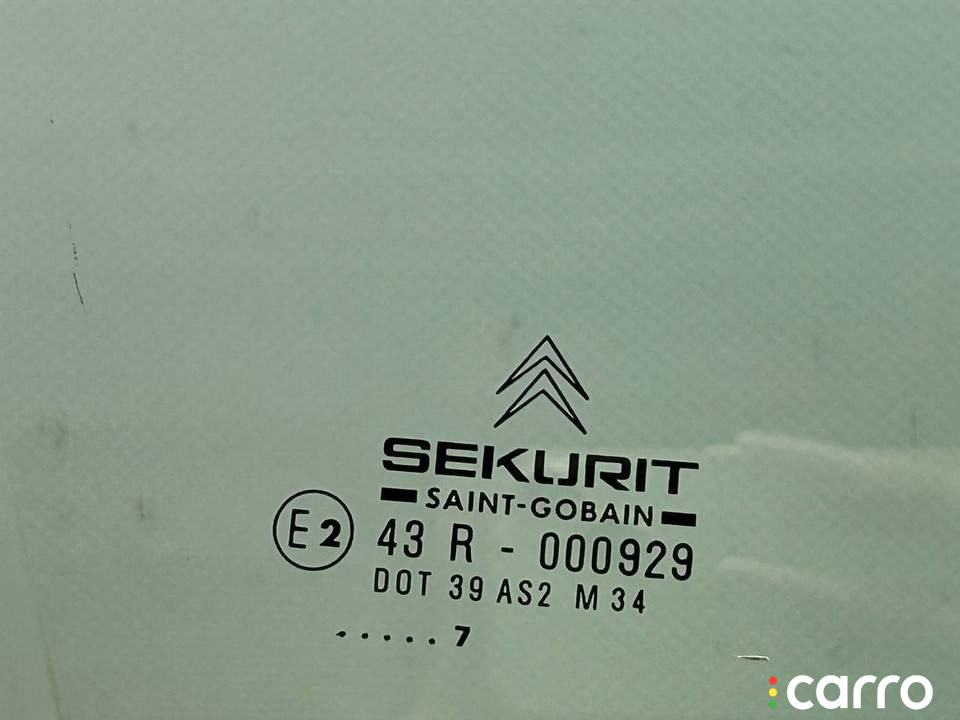 SEKURIT
SAINT-GOBAIN
E2 43 R - 000929
DOT 39 AS2 M 34
. . . . . 7
carro